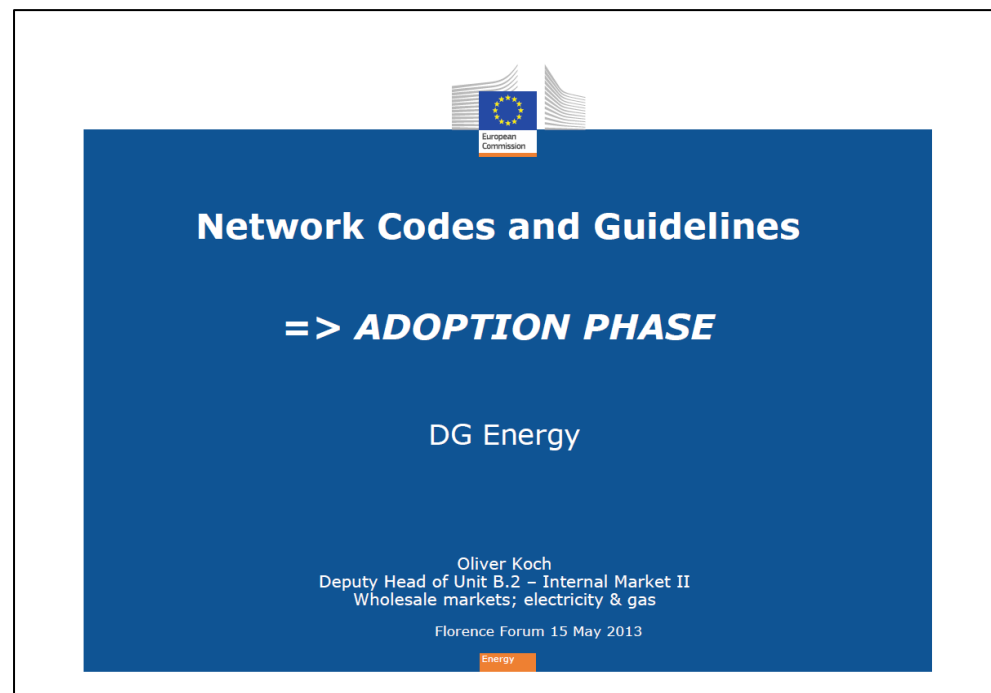 European
Commission
Network Codes and Guidelines
=> ADOPTION PHASE
DG Energy
Oliver Koch
Deputy Head of Unit B.2 – Internal Market II
Wholesale markets; electricity & gas
Florence Forum 15 May 2013
Energy